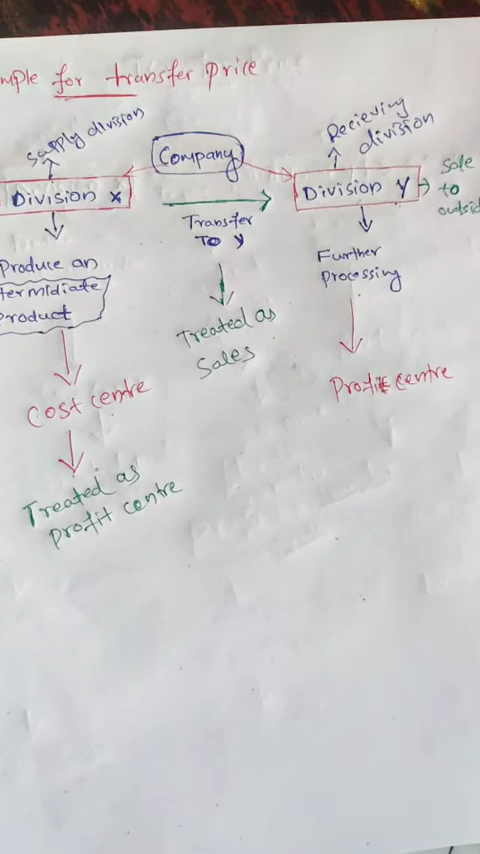 mple for transfer price
Supply division
Company
Recieving
division
Division X
Transfer
To Y
Division Y
Sale
to
outsid
Produce an
termidiate
product
Treated as
Sales
Further
Processing
Cost centre
Profit centre
Treated as
profit centre